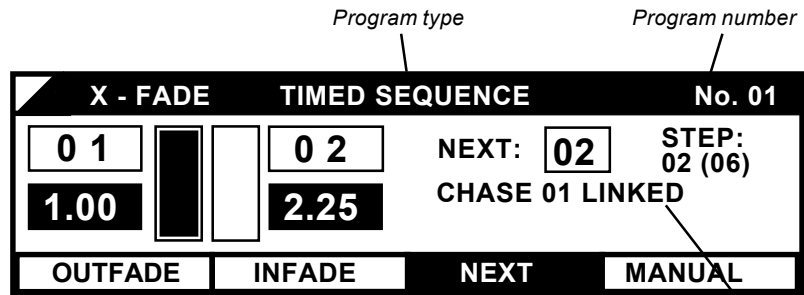 Program type Program number
X - FADE TIMED SEQUENCE No. 01
0 1 0 2 NEXT: 02 STEP:
02 (06)
1.00 2.25 CHASE 01 LINKED
OUTFADE INFADE NEXT MANUAL